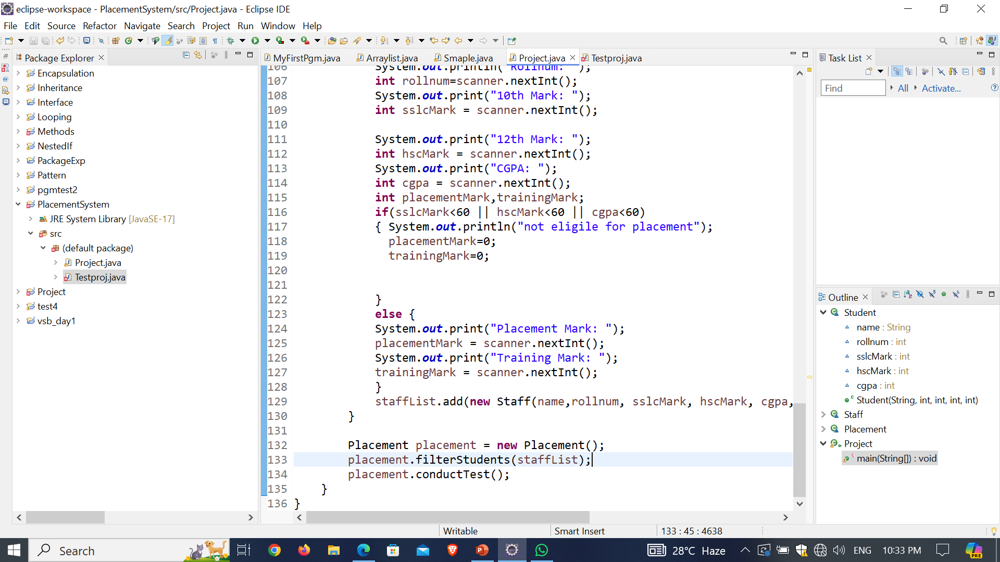 eclipse-workspace - PlacementSystem/src/Project.java - Eclipse IDE
File Edit Source Refactor Navigate Search Project Run Window Help
Package Explorer
Encapsulation
Inheritance
Interface
Looping
Methods
NestedIf
PackageExp
Pattern
pgmtest2
PlacementSystem
JRE System Library [JavaSE-17]
src
(default package)
Project.java
Testproj.java
Project
test4
vsb_day1
MyFirstPgm.java Arraylist.java Smaple.java Project.java Testproj.java
106 System.out.println("Rollnum: ");
107 int rollnum=scanner.nextInt();
108 System.out.print("10th Mark: ");
109 int sslcMark = scanner.nextInt();
110
111 System.out.print("12th Mark: ");
112 int hscMark = scanner.nextInt();
113 System.out.print("CGPA: ");
114 int cgpa = scanner.nextInt();
115 int placementMark,trainingMark;
116 if(sslcMark<60 || hscMark<60 || cgpa<60)
117 { System.out.println("not eligile for placement");
118 placementMark=0;
119 trainingMark=0;
120
121
122 }
123 else {
124 System.out.print("Placement Mark: ");
125 placementMark = scanner.nextInt();
126 System.out.print("Training Mark: ");
127 trainingMark = scanner.nextInt();
128 }
129 staffList.add(new Staff(name,rollnum, sslcMark, hscMark, cgpa,
130 }
131
132 Placement placement = new Placement();
133 placement.filterStudents(staffList);
134 placement.conductTest();
135 }
136 }
Task List
Find All Activate...
Outline
Student
name : String
rollnum : int
sslcMark : int
hscMark : int
cgpa : int
Student(String, int, int, int, int)
Staff
Placement
Project
main(String[]) : void
Writable Smart Insert 133 : 45 : 4638
Search 28°C Haze ENG 10:33 PM PRE